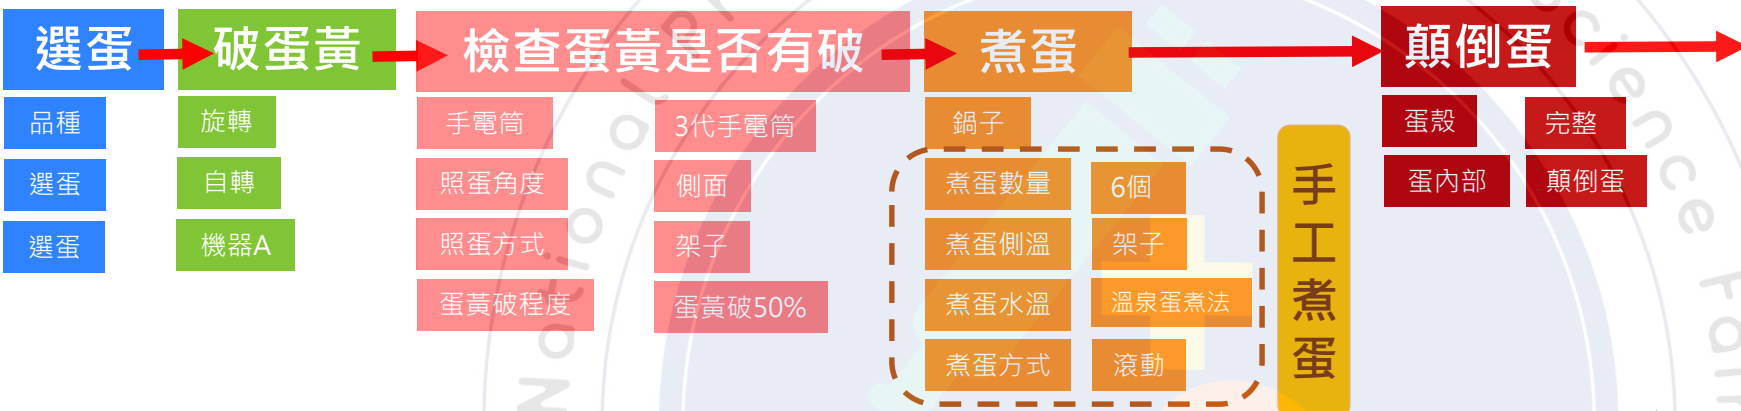 選蛋
破蛋黃
檢查蛋黃是否有破
煮蛋
顛倒蛋
品種
選蛋
選蛋
旋轉
自轉
機器A
手電筒
3代手電筒
照蛋角度
側面
照蛋方式
架子
蛋黃破程度
蛋黃破50%
鍋子
煮蛋數量
6個
煮蛋側溫
架子
煮蛋水溫
溫泉蛋煮法
煮蛋方式
滾動
手工煮蛋
蛋殼
完整
蛋內部
顛倒蛋
National
ience Fair